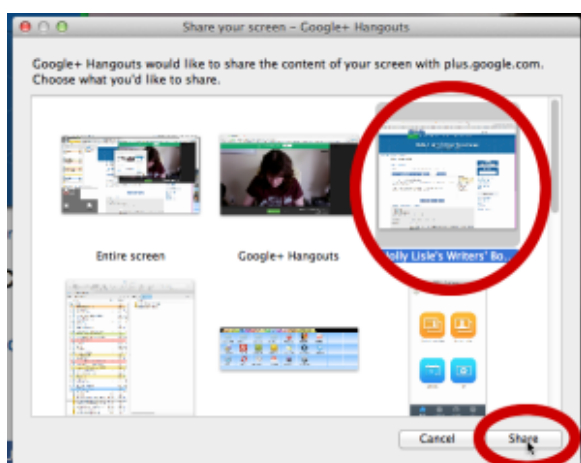 Share your screen – Google+ Hangouts
Google+ Hangouts would like to share the content of your screen with plus.google.com.
Choose what you'd like to share.
Entire screen
Google+ Hangouts
Holly Lisle's Writers' Bo...
Cancel
Share